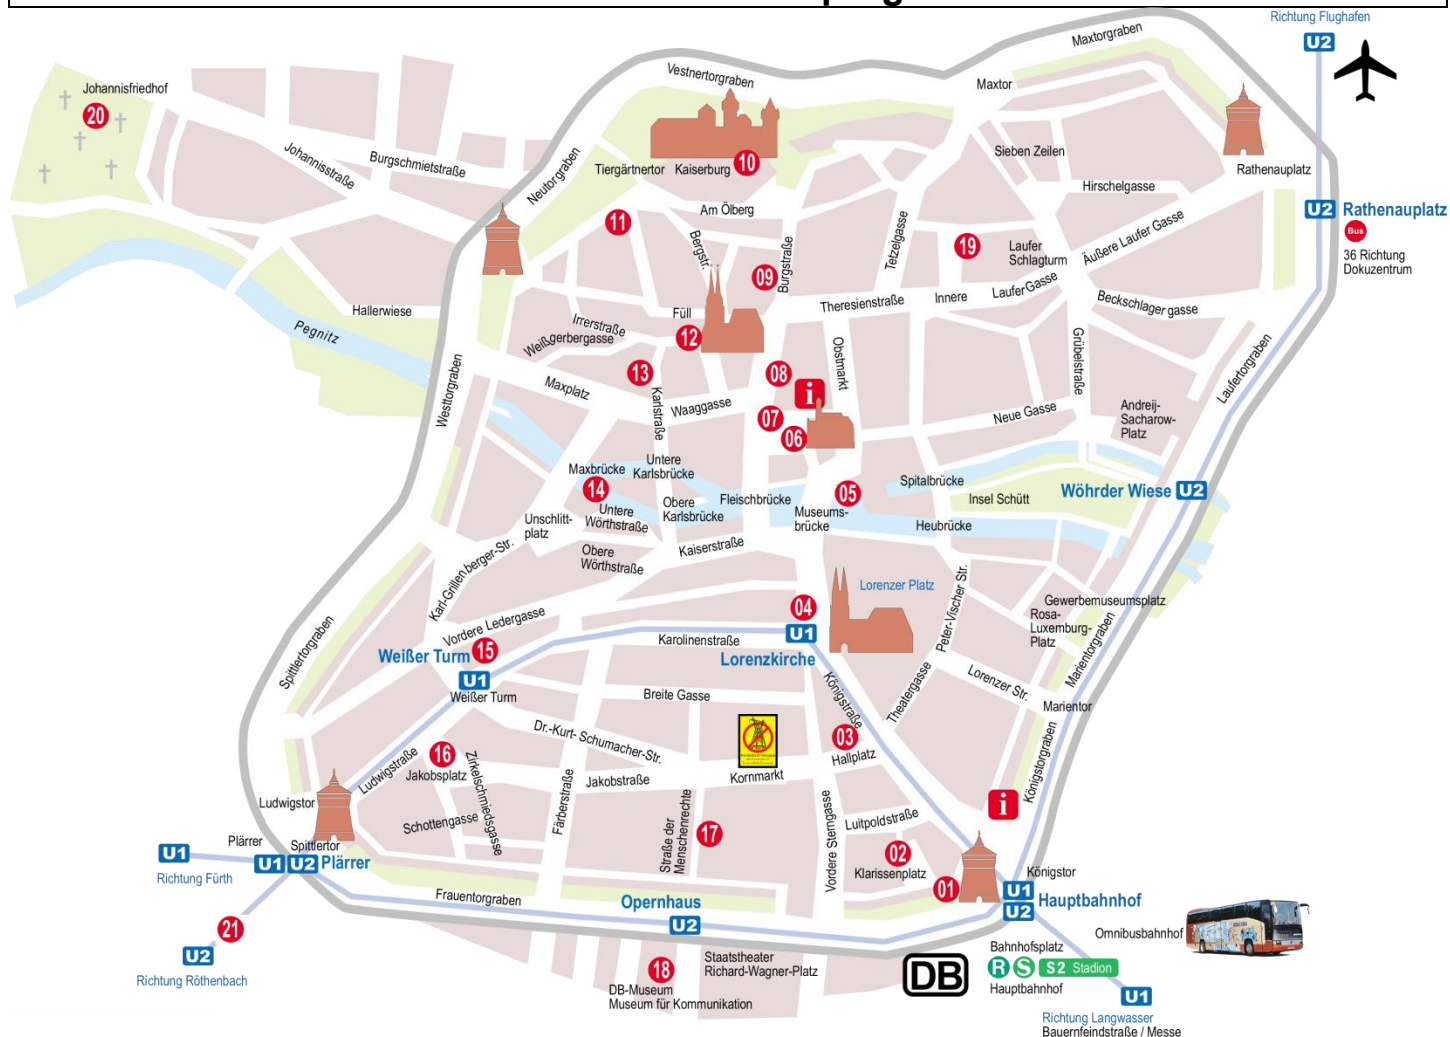 Richtung Flughafen
U2
Maxtorgraben
Vestnertorgraben
Maxtor
Johannisfriedhof
20
Johannisstraße
Burgschmietstraße
Neutorgraben
Tiergärtnertor
Kaiserburg
10
Sieben Zeilen
Rathenauplatz
Hirschelgasse
U2 Rathenauplatz
Bus
36 Richtung
Dokuzentrum
11
Am Ölberg
Bergstr.
Burgstraße
Tetzelgasse
19
Laufer
Schlagturm
Äußere Laufer Gasse
09
Theresienstraße
Innere
Laufer Gasse
Beckschlager gasse
Hallerwiese
Pegnitz
Füll
12
Irrerstraße
Weißgerbergasse
Obstmarkt
Grübelstraße
Laufertorgraben
Westtorgraben
Maxplatz
13
Karlstraße
Waaggasse
08
i
07
06
Neue Gasse
Andreij-
Sacharow-
Platz
Maxbrücke
14
Untere
Karlsbrücke
Obere
Karlsbrücke
Fleischbrücke
05
Museums-
brücke
Spitalbrücke
Insel Schütt
Heubrücke
Wöhrder Wiese U2
Unschlitt-
platz
Untere
Wörthstraße
Obere
Wörthstraße
Kaiserstraße
Karl-Grillenberger-Str.
Vordere Ledergasse
Spittlertorgraben
04
U1
Lorenzkirche
Lorenzer Platz
Peter-Vischer Str.
Gewerbemuseumsplatz
Rosa-
Luxemburg-
Platz
Marientorgraben
Karolinenstraße
Weißer Turm
15
U1
Weißer Turm
Breite Gasse
Königstraße
Theatergasse
Lorenzer Str.
Marientor
03
Hallplatz
Dr.-Kurt- Schumacher-Str.
16
Jakobsplatz
Zirkelschmiedsgasse
Ludwigstraße
Jakobstraße
Kornmarkt
Königstorgraben
i
Ludwigstor
Schottengasse
Färberstraße
Straße der
Menschenrechte
17
Vordere Sterngasse
Luitpoldstraße
02
Klarissenplatz
01
Plärrer
Spittlertor
U1
U1 U2 Plärrer
Richtung Fürth
Königstor
U1
U2
Hauptbahnhof
Frauentorgraben
Opernhaus
U2
21
U2
Richtung Röthenbach
Omnibusbahnhof
18
DB-Museum
Museum für Kommunikation
Staatstheater
Richard-Wagner-Platz
DB
Bahnhofsplatz
R S S2 Stadion
Hauptbahnhof
U1
Richtung Langwasser
Bauernfeindstraße / Messe